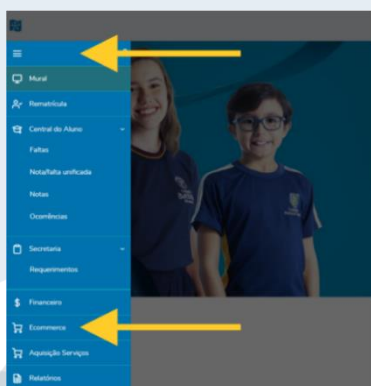 Mural
Rematrícula
Central do Aluno
Faltas
Nota/falta unificada
Notas
Ocorrências
Secretaria
Requerimentos
Financeiro
Ecommerce
Aquisição Serviços
Relatórios